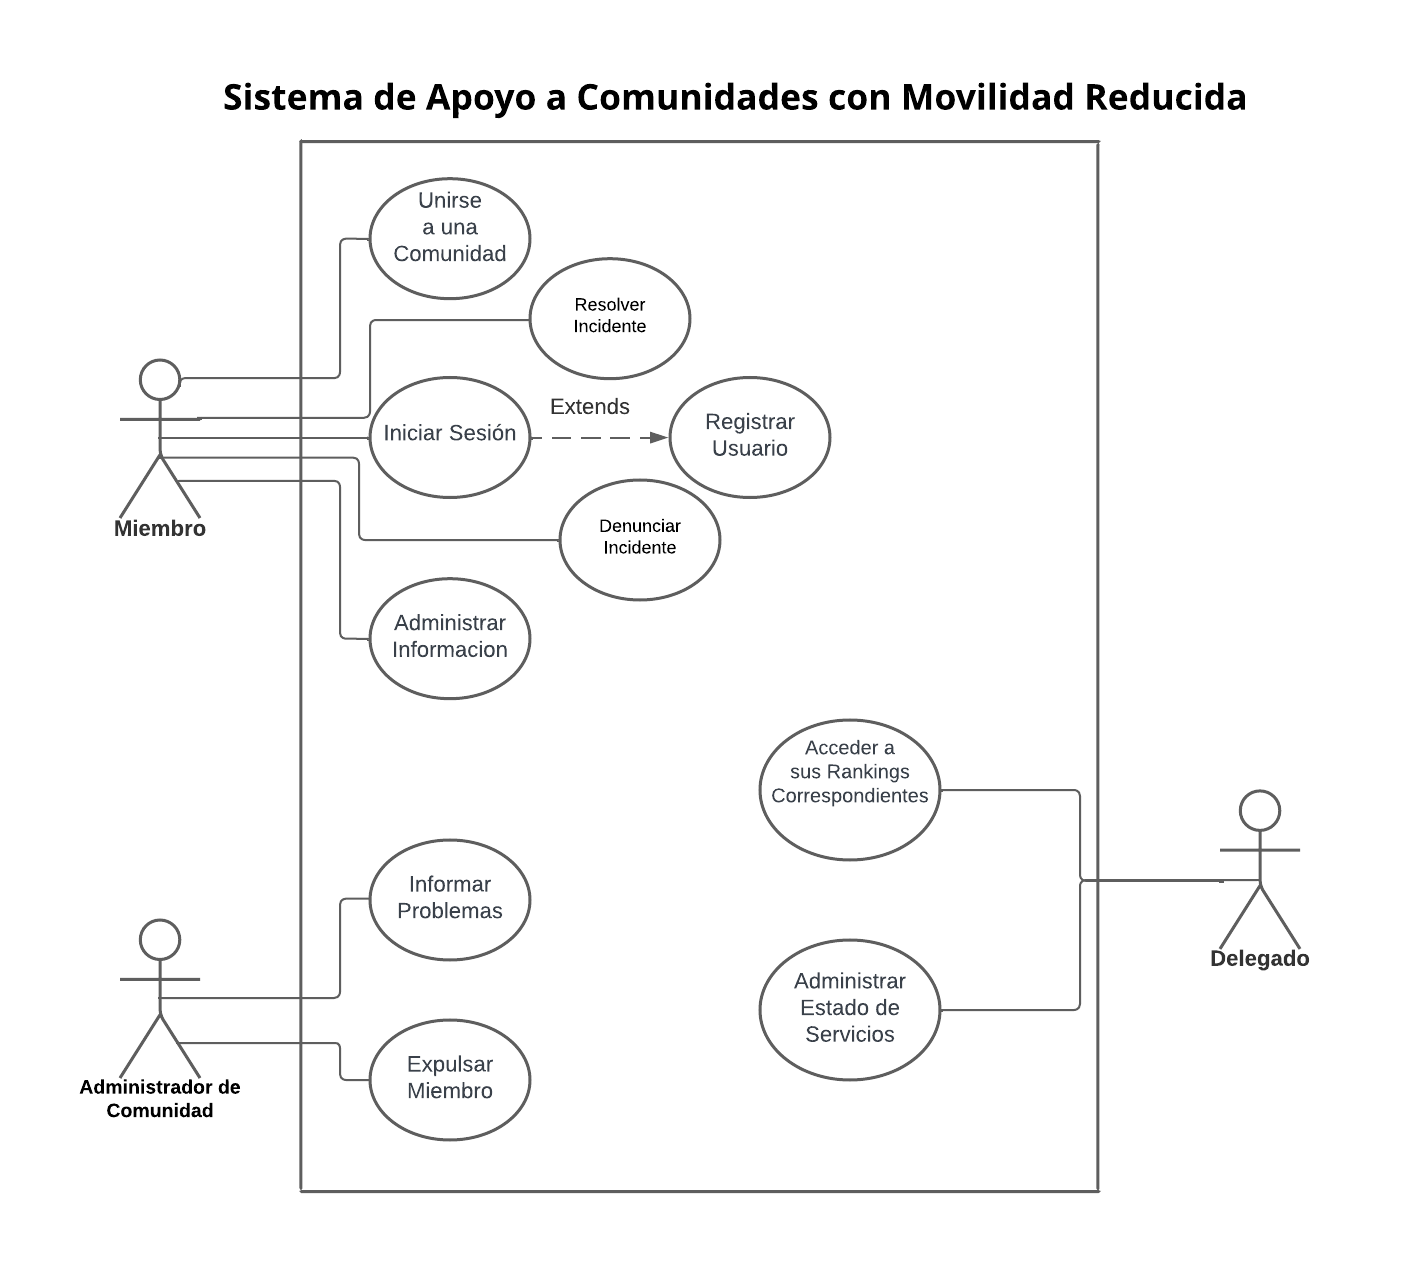 Sistema de Apoyo a Comunidades con Movilidad Reducida
Unirse
a una
Comunidad
Resolver
Incidente
Iniciar Sesión
Extends
Registrar
Usuario
Miembro
Denunciar
Incidente
Administrar
Informacion
Acceder a
sus Rankings
Correspondientes
Informar
Problemas
Delegado
Administrar
Estado de
Servicios
Expulsar
Miembro
Administrador de
Comunidad